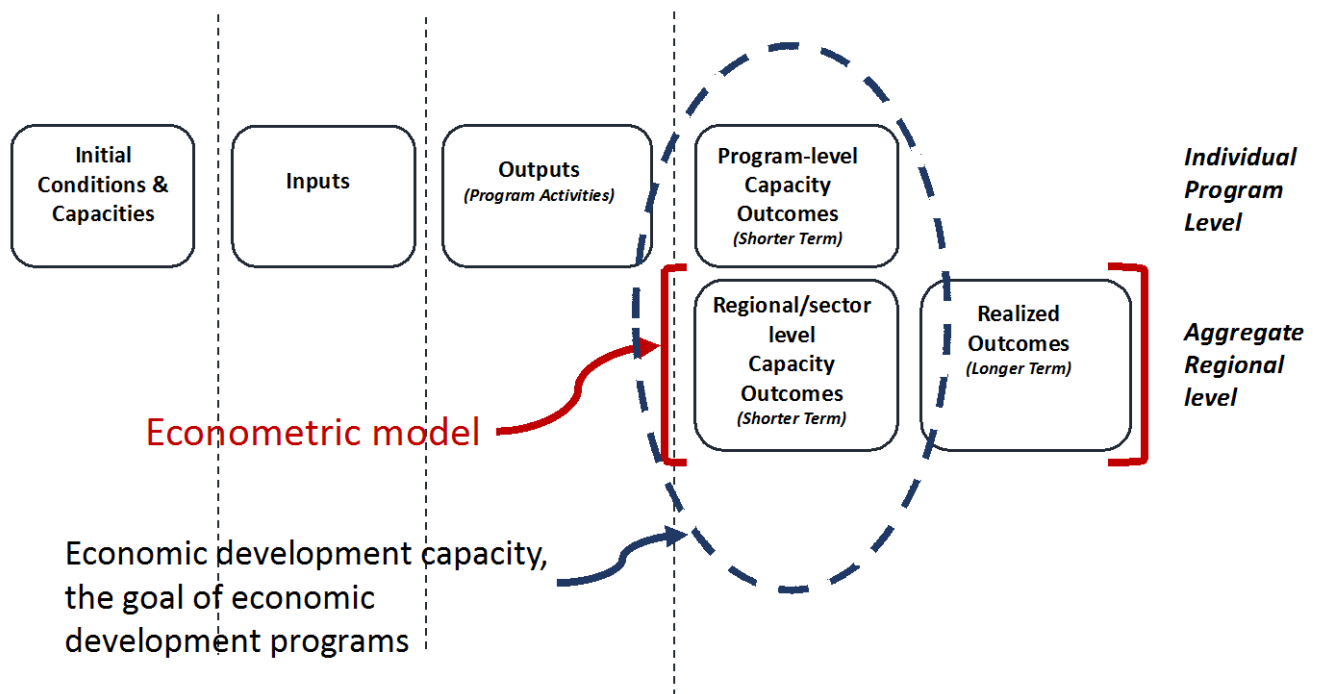 Initial
Conditions &
Capacities
Inputs
Outputs
(Program Activities)
Program-level
Capacity
Outcomes
(Shorter Term)
Individual
Program
Level
Regional/sector
level
Capacity
Outcomes
(Shorter Term)
Realized
Outcomes
(Longer Term)
Aggregate
Regional
level
Econometric model
Economic development capacity,
the goal of economic
development programs